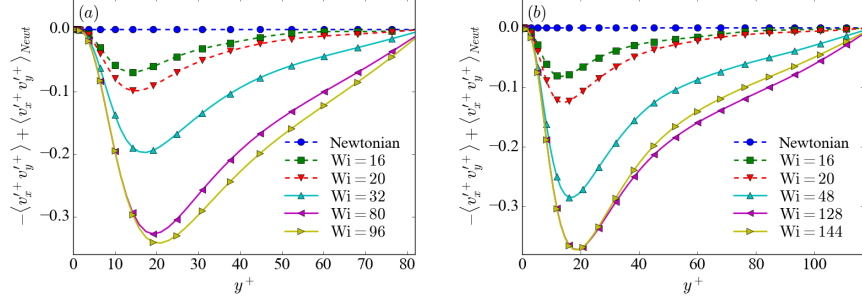 (a)
0.0
−0.1
−0.2
−0.3
−⟨v′⁺ₓ v′⁺ᵧ⟩ + ⟨v′⁺ₓ v′⁺ᵧ⟩ Newt
Newtonian
Wi = 16
Wi = 20
Wi = 32
Wi = 80
Wi = 96
0 10 20 30 40 50 60 70 80
y⁺
(b)
0.0
−0.1
−0.2
−0.3
−⟨v′⁺ₓ v′⁺ᵧ⟩ + ⟨v′⁺ₓ v′⁺ᵧ⟩ Newt
Newtonian
Wi = 16
Wi = 20
Wi = 48
Wi = 128
Wi = 144
0 20 40 60 80 100
y⁺